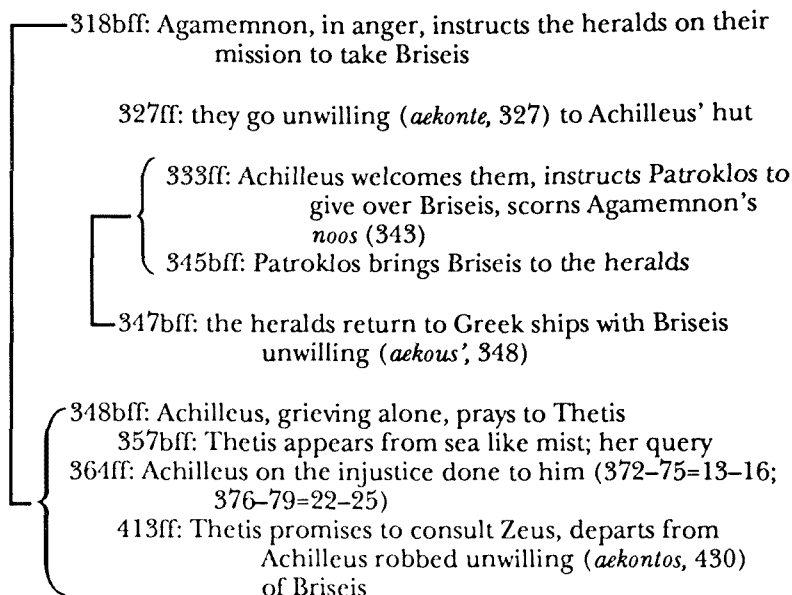 318bff: Agamemnon, in anger, instructs the heralds on their
mission to take Briseis
327ff: they go unwilling (aekonte, 327) to Achilleus' hut
333ff: Achilleus welcomes them, instructs Patroklos to
give over Briseis, scorns Agamemnon's
noos (343)
345bff: Patroklos brings Briseis to the heralds
347bff: the heralds return to Greek ships with Briseis
unwilling (aekous', 348)
348bff: Achilleus, grieving alone, prays to Thetis
357bff: Thetis appears from sea like mist; her query
364ff: Achilleus on the injustice done to him (372–75=13–16;
376–79=22–25)
413ff: Thetis promises to consult Zeus, departs from
Achilleus robbed unwilling (aekontos, 430)
of Briseis